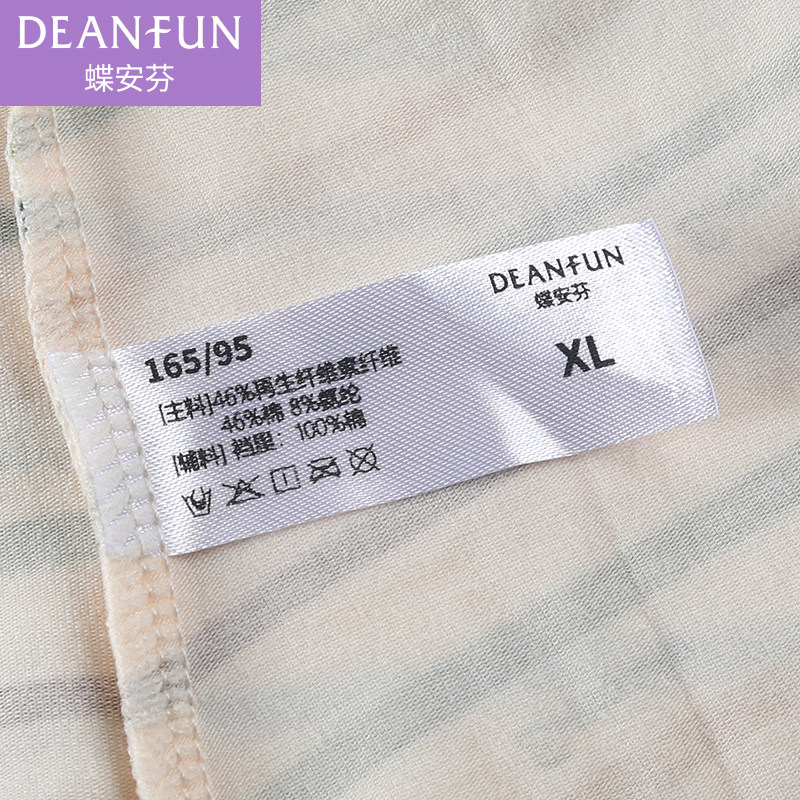 DEANFUN
蝶安芬
DEANFUN
蝶安芬
165/95
XL
[主料]46%再生纤维素纤维
46%棉 8%氨纶
[辅料] 裆里：100%棉